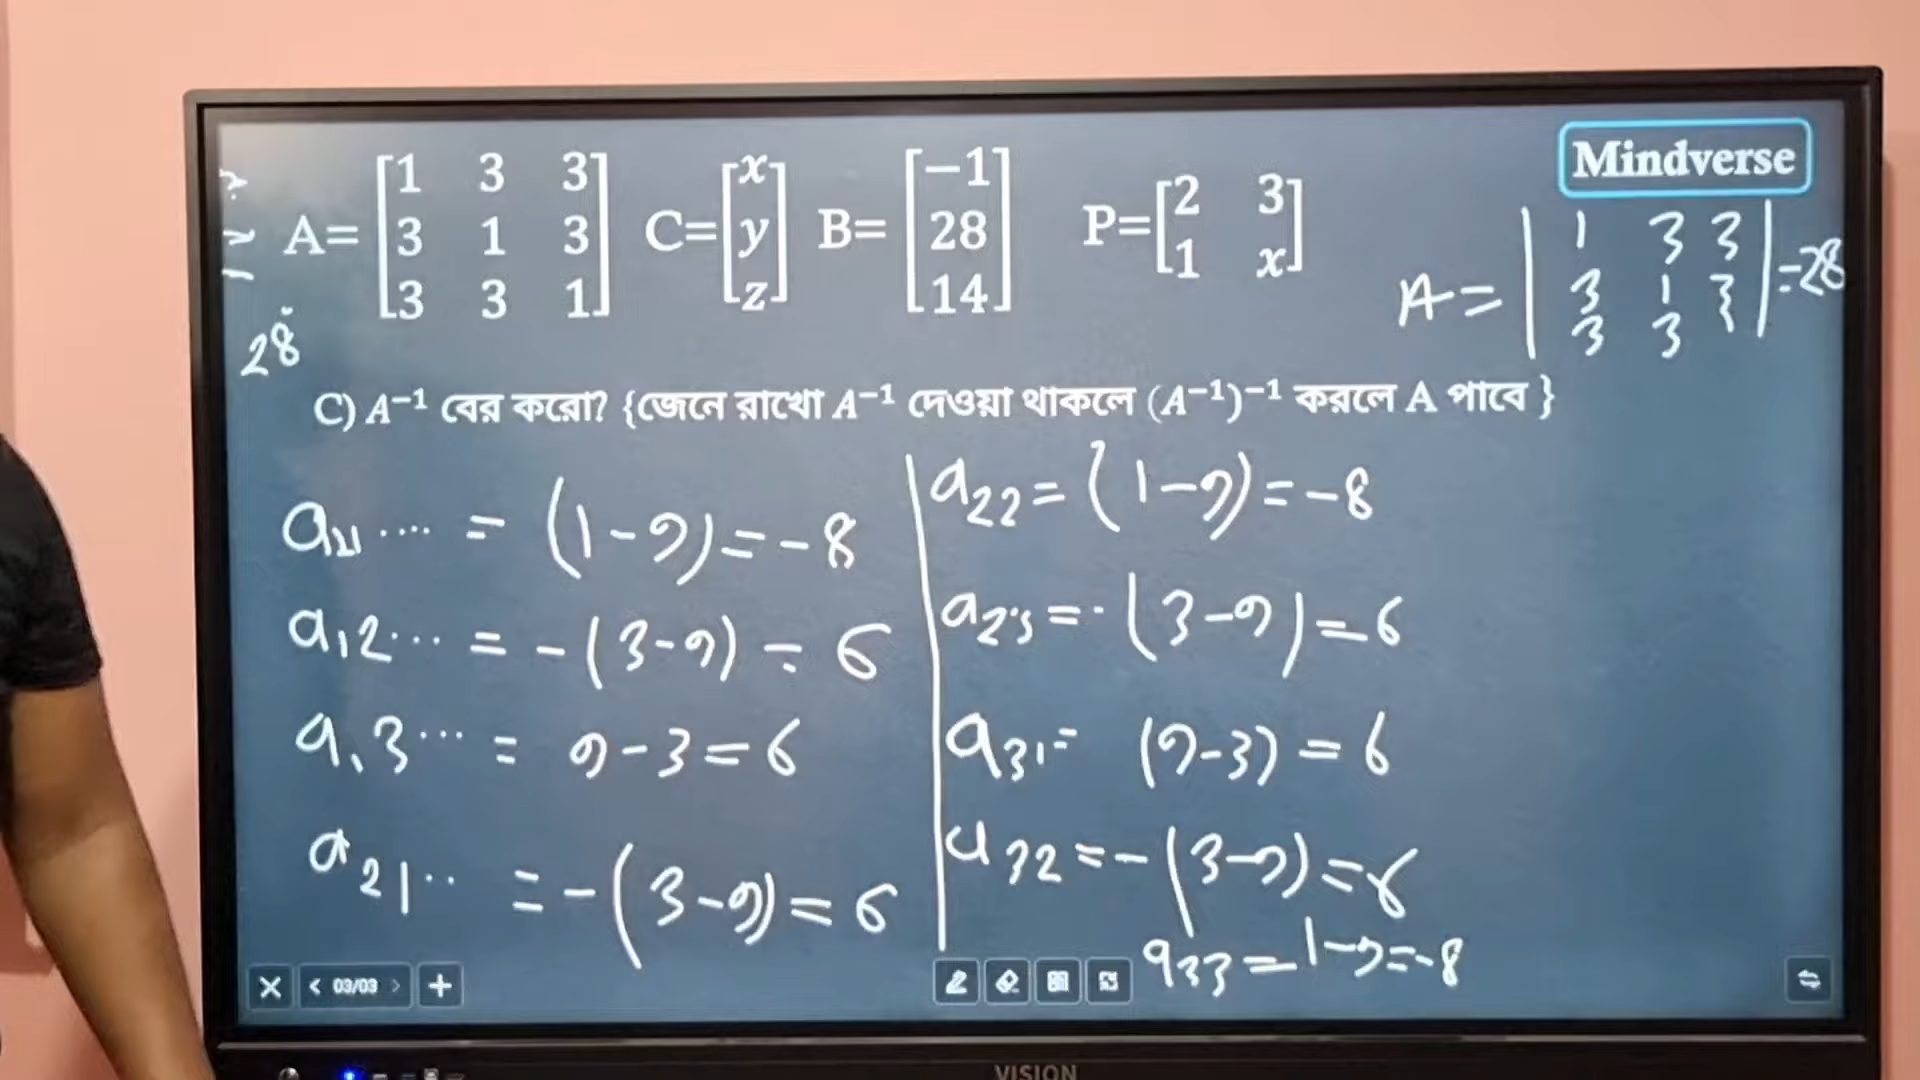 Mindverse
A= [1 3 3
3 1 3
3 3 1] C= [x
y
z] B= [−1
28
14] P= [2 3
1 x]
A = | 1 3 3
3 1 3
3 3 | =28
28
C) A⁻¹ বের করো? {জেনে রাখো A⁻¹ দেওয়া থাকলে (A⁻¹)⁻¹ করলে A পাবে }
a₁₁ .... = (1-9) = -8
a₁₂ ... = -(3-9) = 6
a₁₃ ... = 9-3=6
a₂₁ .. = -(3-9) = 6
a₂₂ = (1-9) = -8
a₂₃ = -(3-9) = 6
a₃₁ = (9-3) = 6
a₃₂ = -(3-9) = 6
a₃₃ = 1-9 = -8
03/03
VISION